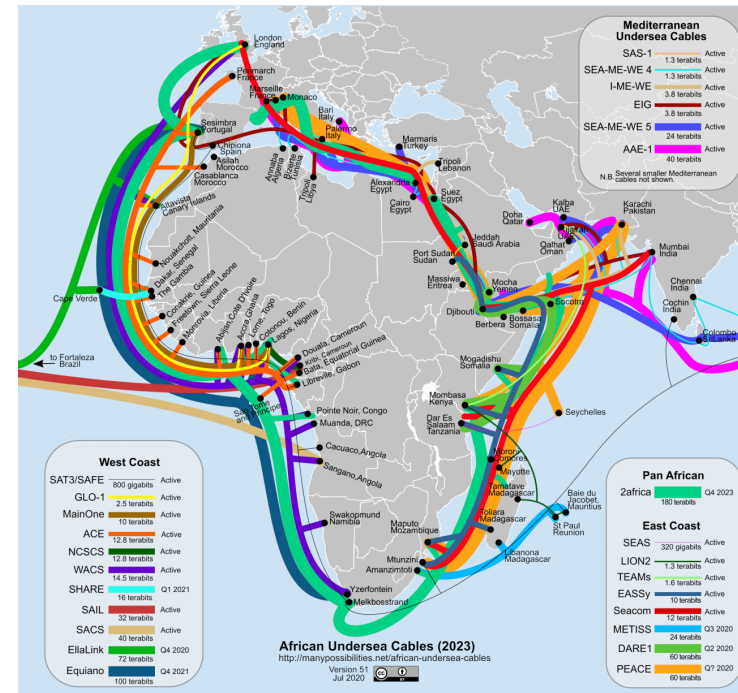 London
England
Penmarch
France
Marseille
France
Monaco
Bari
Italy
Palermo
Italy
Sesimbra
Portugal
Chipiona
Spain
Asilah
Morocco
Casablanca
Morocco
Annaba
Algeria
Bizerte
Tunisia
Tripoli
Libya
Marmaris
Turkey
Tripoli
Lebanon
Alexandria
Egypt
Cairo
Egypt
Suez
Egypt
Altavista
Canary Islands
Nouakchott, Mauritania
Dakar, Senegal
The Gambia
Cape Verde
Conakrie, Guinea
Freetown, Sierra Leone
Monrovia, Liberia
Abijan,Cote D'ivoire
Accra,Ghana
Lome, Togo
Cotonou, Benin
Lagos, Nigeria
Douala, Cameroun
Kribi, Cameroun
Bata, Equatorial Guinea
Libreville, Gabon
Sao Tome
and Principe
Pointe Noir, Congo
Muanda, DRC
Cacuaco,Angola
Sangano,Angola
Swakopmund
Namibia
Yzerfontein
Melkbosstrand
to Fortaleza
Brazil
Jeddah
Saudi Arabia
Port Sudan
Sudan
Massiwa
Eritrea
Mocha
Yemen
Djibouti
Berbera
Bossaso
Somalia
Socotra
Doha
Qatar
Kalba
UAE
Fujairah
UAE
Qalhat
Oman
Karachi
Pakistan
Mumbai
India
Chennai
India
Cochin
India
Colombo
Sri Lanka
Mogadishu
Somalia
Mombasa
Kenya
Dar Es
Salaam
Tanzania
Seychelles
Moroni
Comores
Mayotte
Tamatave
Madagascar
Toliara
Madagascar
Libanona
Madagascar
Baie du
Jacobet,
Mauritius
St Paul
Reunion
Maputo
Mozambique
Mtunzini
Amanzimtoti
Mediterranean
Undersea Cables
SAS-1 Active
1.3 terabits
SEA-ME-WE 4 Active
1.3 terabits
I-ME-WE Active
3.8 terabits
EIG Active
3.8 terabits
SEA-ME-WE 5 Active
24 terabits
AAE-1 Active
40 terabits
N.B. Several smaller Mediterranean
cables not shown.
West Coast
SAT3/SAFE Active
800 gigabits
GLO-1 Active
2.5 terabits
MainOne Active
10 terabits
ACE Active
12.8 terabits
NCSCS Active
12.8 terabits
WACS Active
14.5 terabits
SHARE Q1 2021
16 terabits
SAIL Active
32 terabits
SACS Active
40 terabits
EllaLink Q4 2020
72 terabits
Equiano Q4 2021
100 terabits
Pan African
2africa Q4 2023
180 terabits
East Coast
SEAS Active
320 gigabits
LION2 Active
1.3 terabits
TEAMs Active
1.6 terabits
EASSy Active
10 terabits
Seacom Active
12 terabits
METISS Q3 2020
24 terabits
DARE1 Q2 2020
60 terabits
PEACE Q? 2020
60 terabits
African Undersea Cables (2023)
http://manypossibilities.net/african-undersea-cables
Version 51
Jul 2020
cc BY